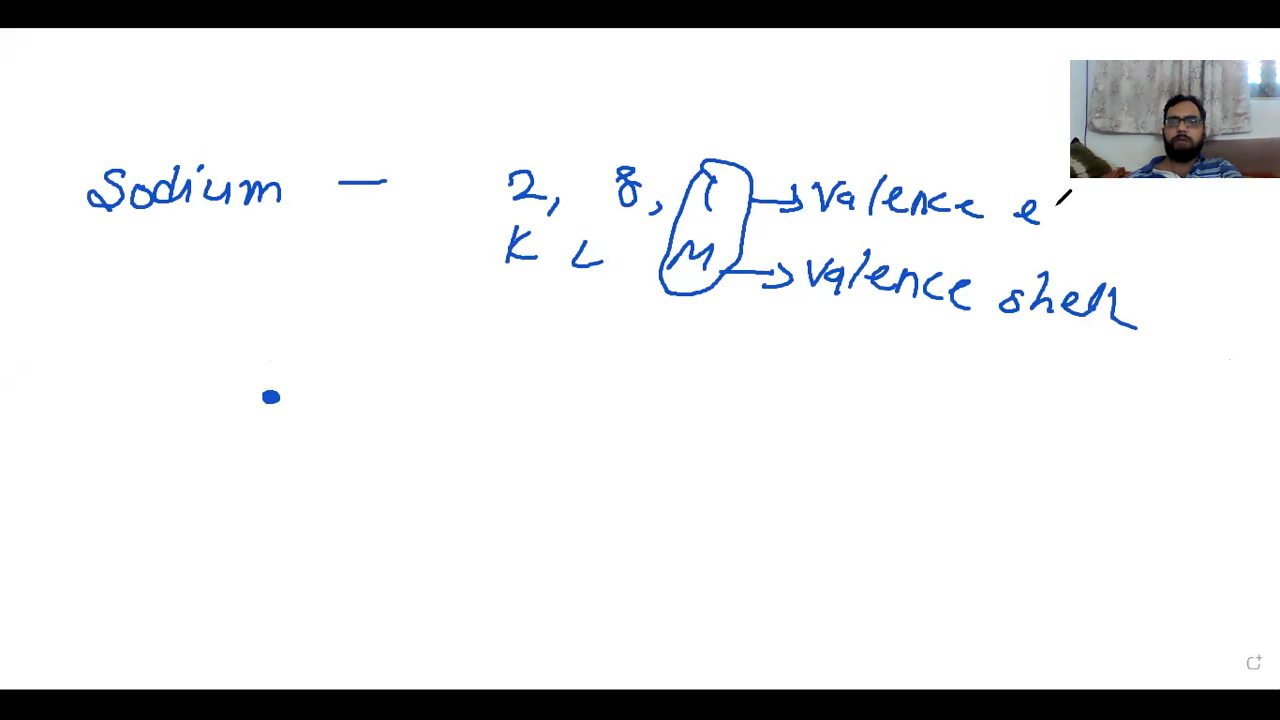 Sodium — 2, 8, 1 → Valence e
K L M → Valence shell